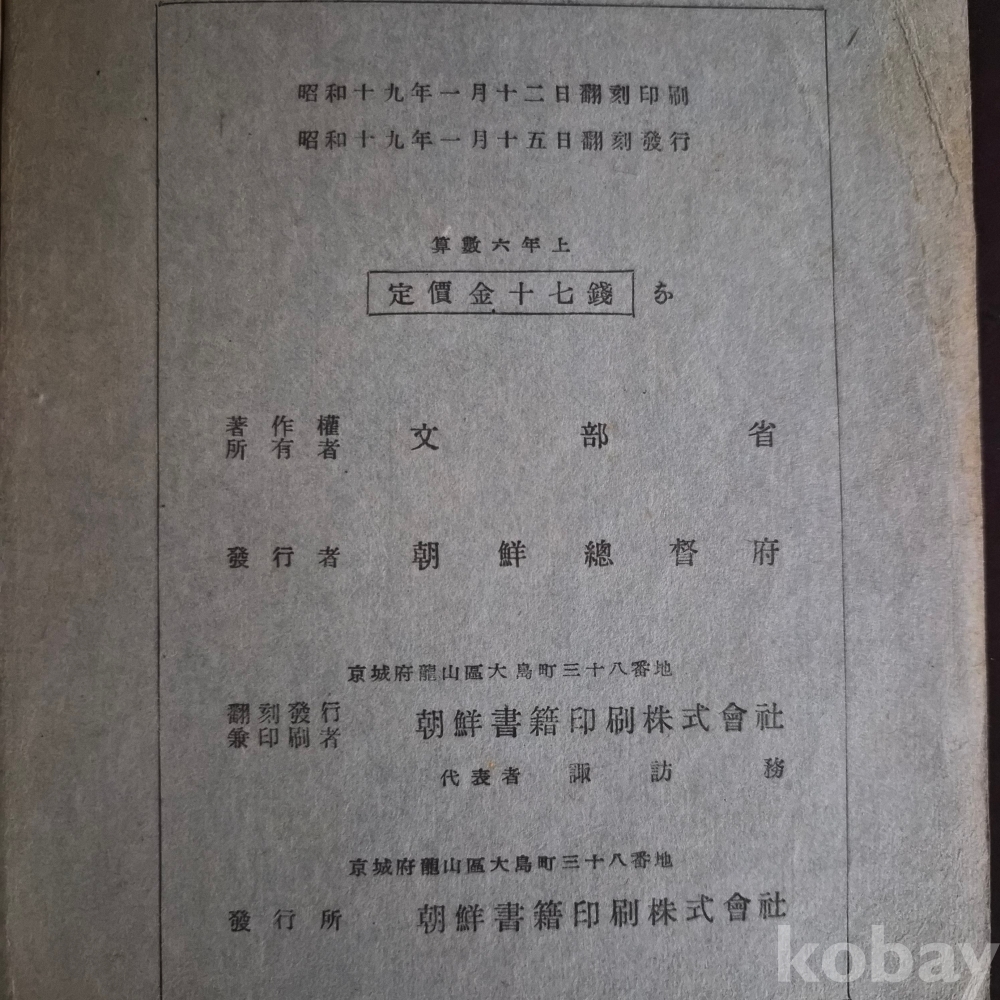 昭和十九年一月十二日翻刻印刷
昭和十九年一月十五日翻刻發行
算數六年上
定價金十七錢
著作權所有者 文部省
發行者 朝鮮總督府
京城府龍山區大島町三十八番地
翻刻發行兼印刷者 朝鮮書籍印刷株式會社
代表者 諏訪務
京城府龍山區大島町三十八番地
發行所 朝鮮書籍印刷株式會社
kobay